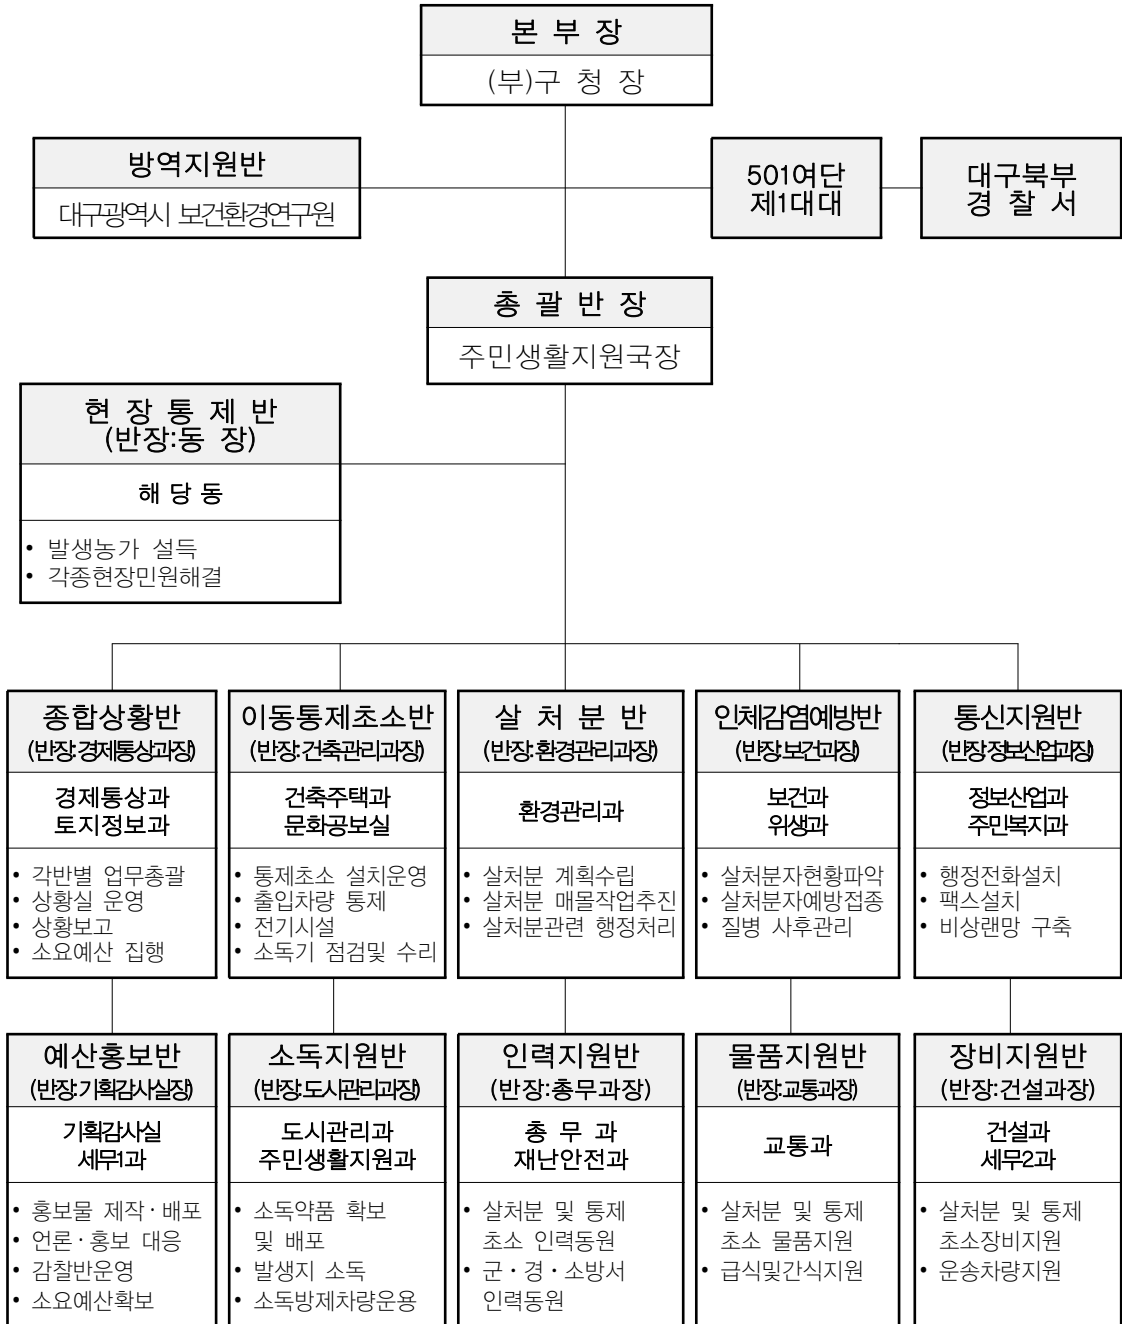 본 부 장
(부)구 청 장
방역지원반
대구광역시 보건환경연구원
501여단
제1대대
대구북부
경 찰 서
총 괄 반 장
주민생활지원국장
현 장 통 제 반
(반장:동 장)
해 당 동
• 발생농가 설득
• 각종현장민원해결
종합상황반
(반장:경제통상과장)
경제통상과
토지정보과
• 각반별 업무총괄
• 상황실 운영
• 상황보고
• 소요예산 집행
이동통제초소반
(반장:건축관리과장)
건축주택과
문화공보실
• 통제초소 설치운영
• 출입차량 통제
• 전기시설
• 소독기 점검및 수리
살 처 분 반
(반장:환경관리과장)
환경관리과
• 살처분 계획수립
• 살처분 매몰작업추진
• 살처분관련 행정처리
인체감염예방반
(반장:보건과장)
보건과
위생과
• 살처분자현황파악
• 살처분자예방접종
• 질병 사후관리
통신지원반
(반장:정보산업과장)
정보산업과
주민복지과
• 행정전화설치
• 팩스설치
• 비상랜망 구축
예산홍보반
(반장:기획감사실장)
기획감사실
세무1과
• 홍보물 제작·배포
• 언론·홍보 대응
• 감찰반운영
• 소요예산확보
소독지원반
(반장:도시관리과장)
도시관리과
주민생활지원과
• 소독약품 확보
및 배포
• 발생지 소독
• 소독방제차량운용
인력지원반
(반장:총무과장)
총 무 과
재난안전과
• 살처분 및 통제
초소 인력동원
• 군·경·소방서
인력동원
물품지원반
(반장:교통과장)
교통과
• 살처분 및 통제
초소 물품지원
• 급식및간식지원
장비지원반
(반장:건설과장)
건설과
세무2과
• 살처분 및 통제
초소장비지원
• 운송차량지원